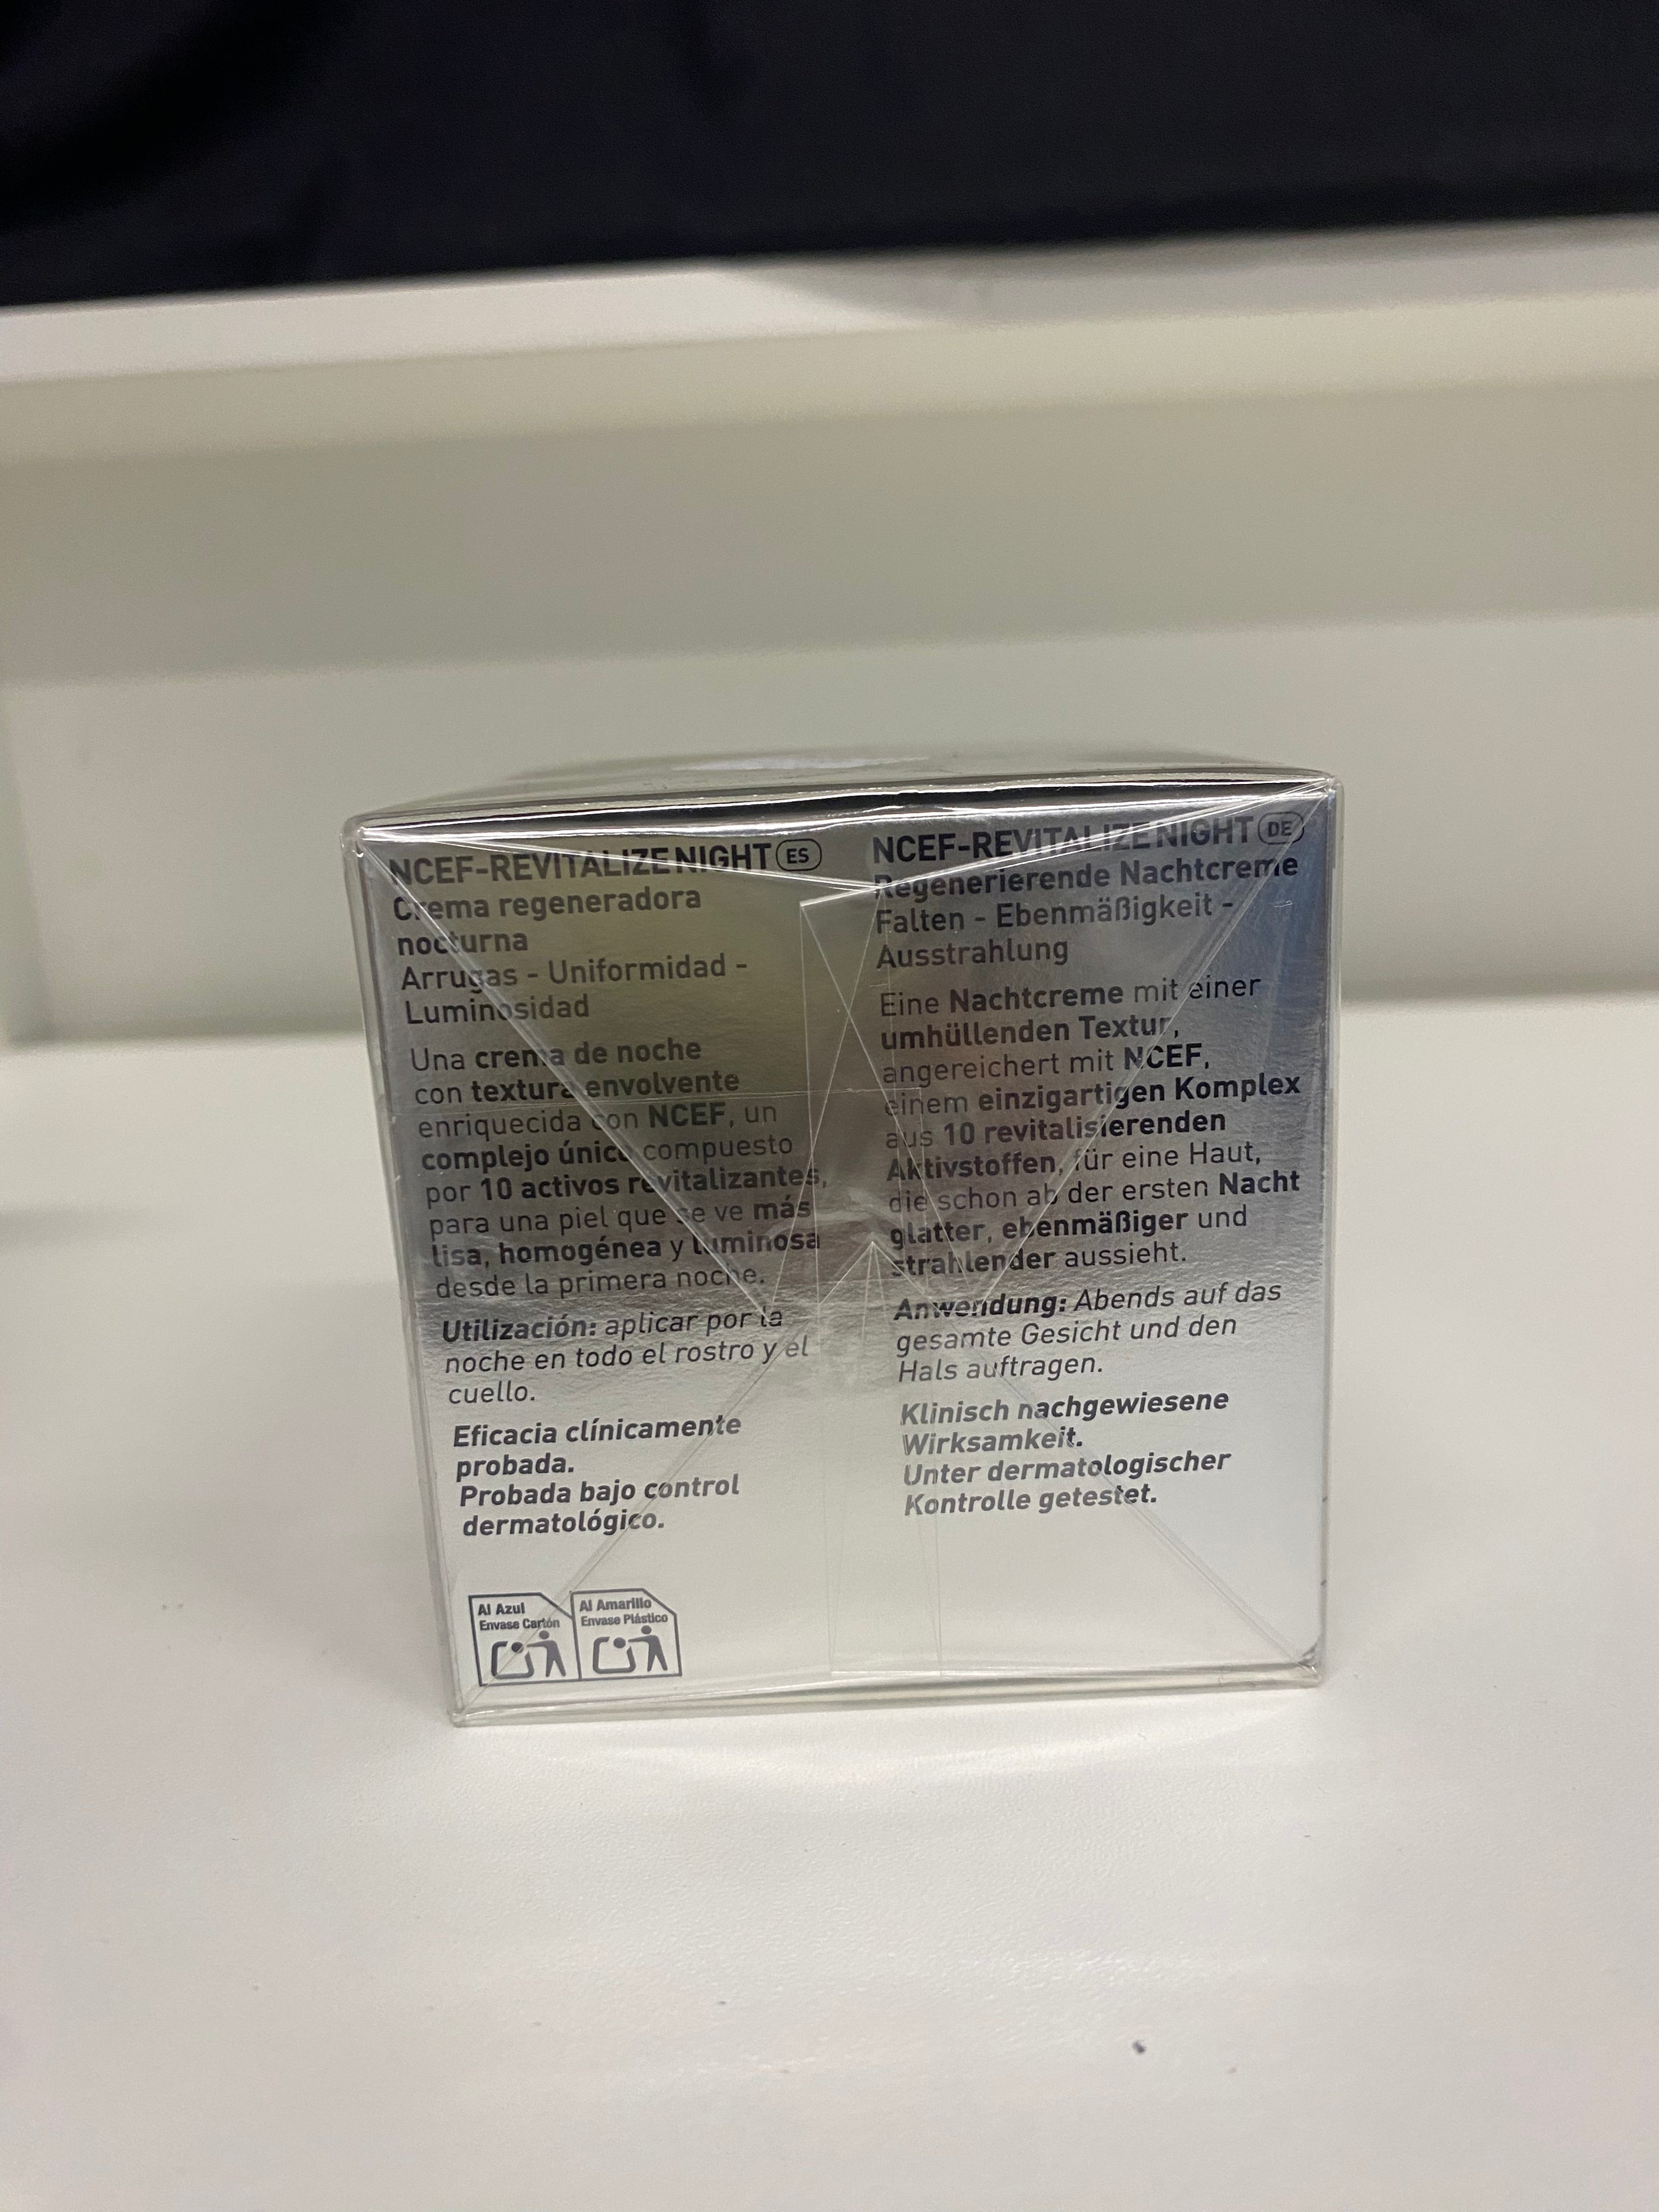 NCEF-REVITALIZE NIGHT ES
Crema regeneradora
nocturna
Arrugas - Uniformidad -
Luminosidad
Una crema de noche
con textura envolvente
enriquecida con NCEF, un
complejo único compuesto
por 10 activos revitalizantes,
para una piel que se ve más
lisa, homogénea y luminosa
desde la primera noche.
Utilización: aplicar por la
noche en todo el rostro y el
cuello.
Eficacia clínicamente
probada.
Probada bajo control
dermatológico.
Al Azul
Envase Cartón
Al Amarillo
Envase Plástico
NCEF-REVITALIZE NIGHT DE
Regenerierende Nachtcreme
Falten - Ebenmäßigkeit -
Ausstrahlung
Eine Nachtcreme mit einer
umhüllenden Textur,
angereichert mit NCEF,
einem einzigartigen Komplex
aus 10 revitalisierenden
Aktivstoffen, für eine Haut,
die schon ab der ersten Nacht
glatter, ebenmäßiger und
strahlender aussieht.
Anwendung: Abends auf das
gesamte Gesicht und den
Hals auftragen.
Klinisch nachgewiesene
Wirksamkeit.
Unter dermatologischer
Kontrolle getestet.